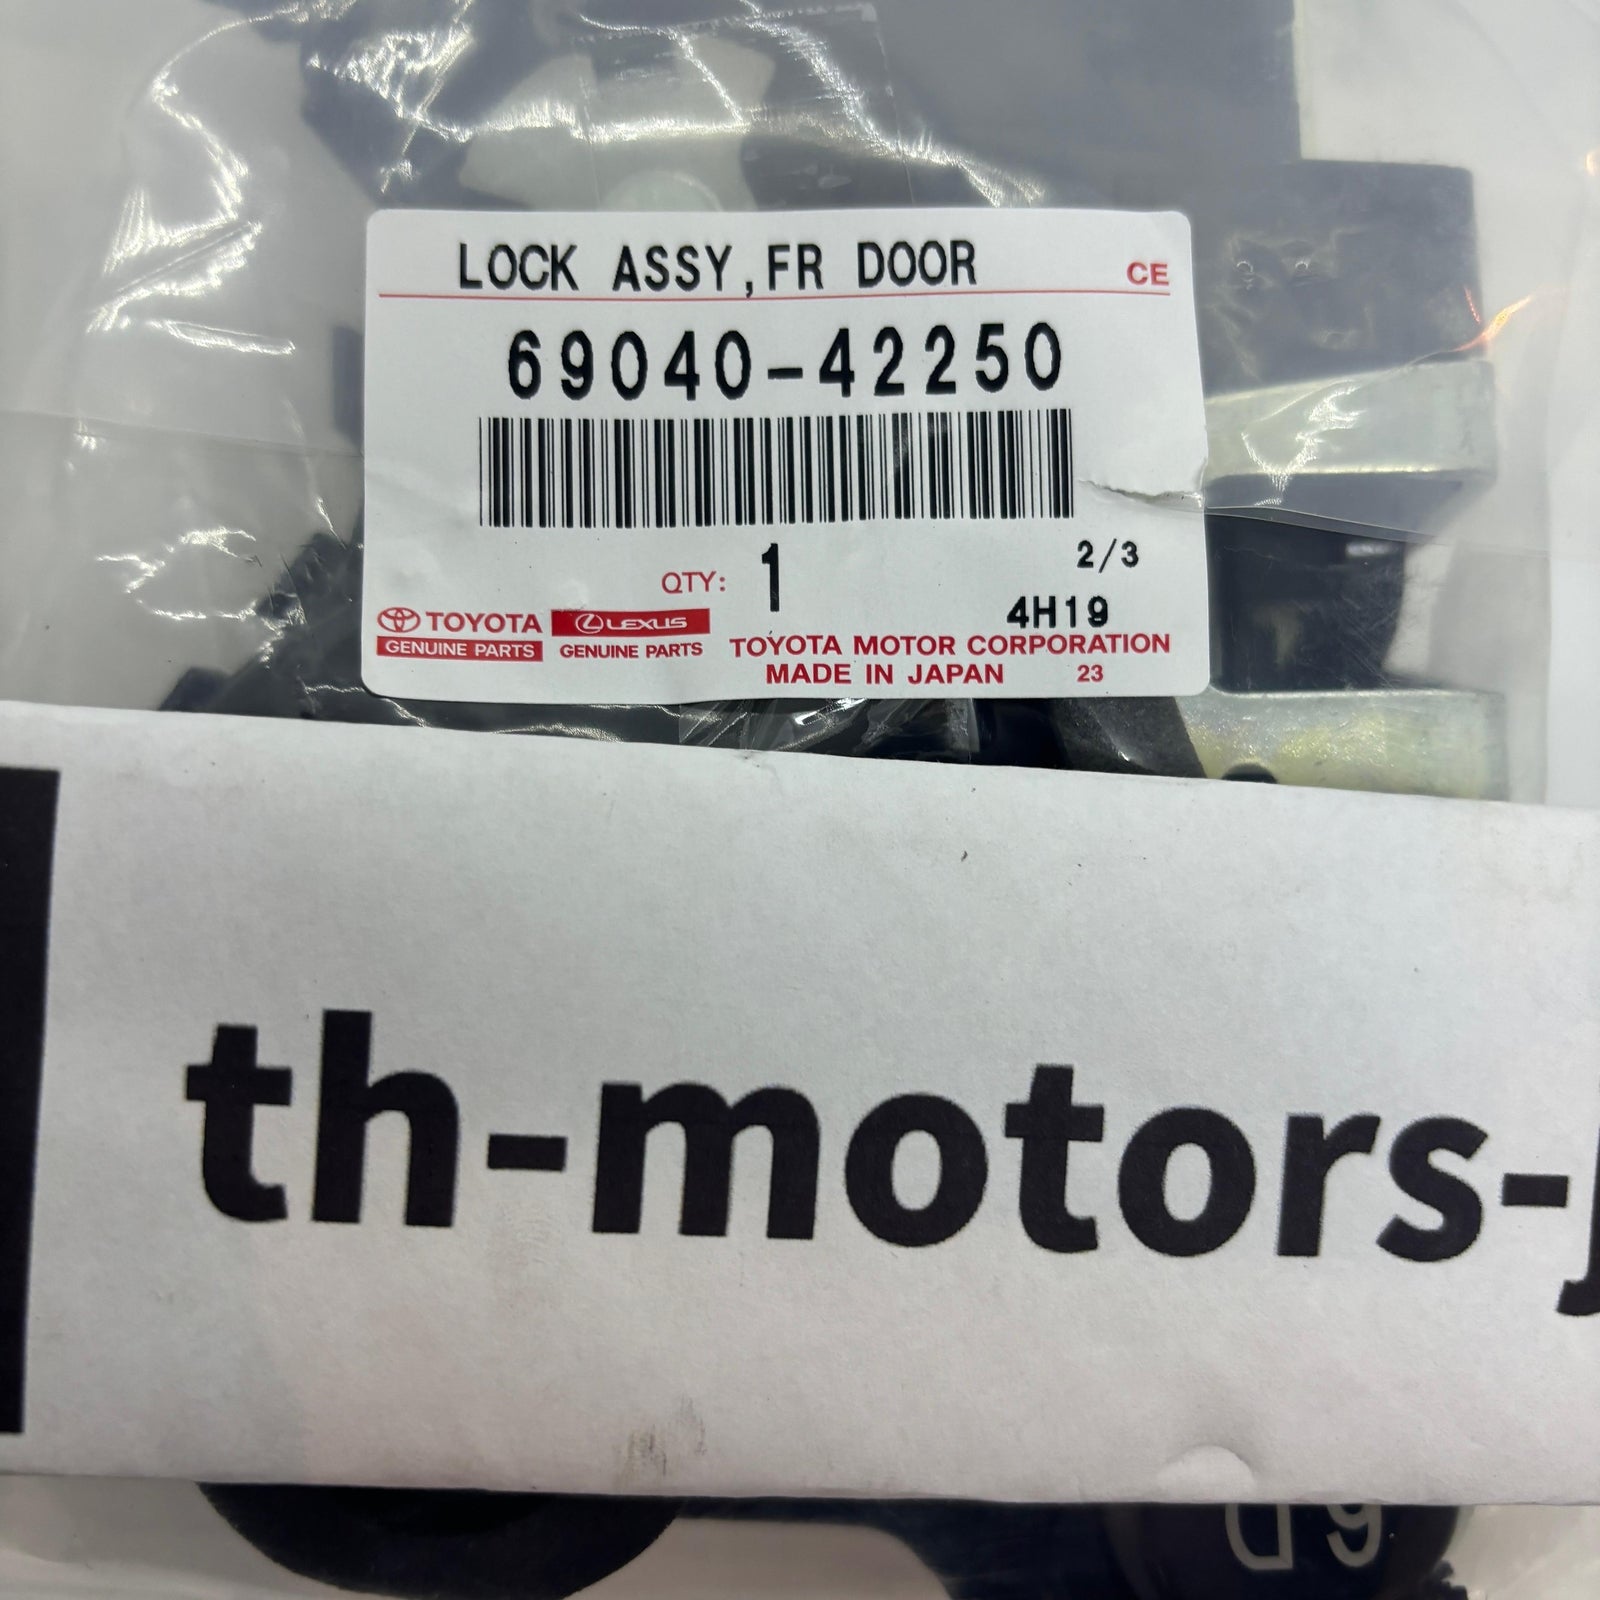 LOCK ASSY,FR DOOR CE
69040-42250
QTY: 1 2/3
4H19
TOYOTA LEXUS
GENUINE PARTS GENUINE PARTS TOYOTA MOTOR CORPORATION
MADE IN JAPAN 23
th-motors-j
6D